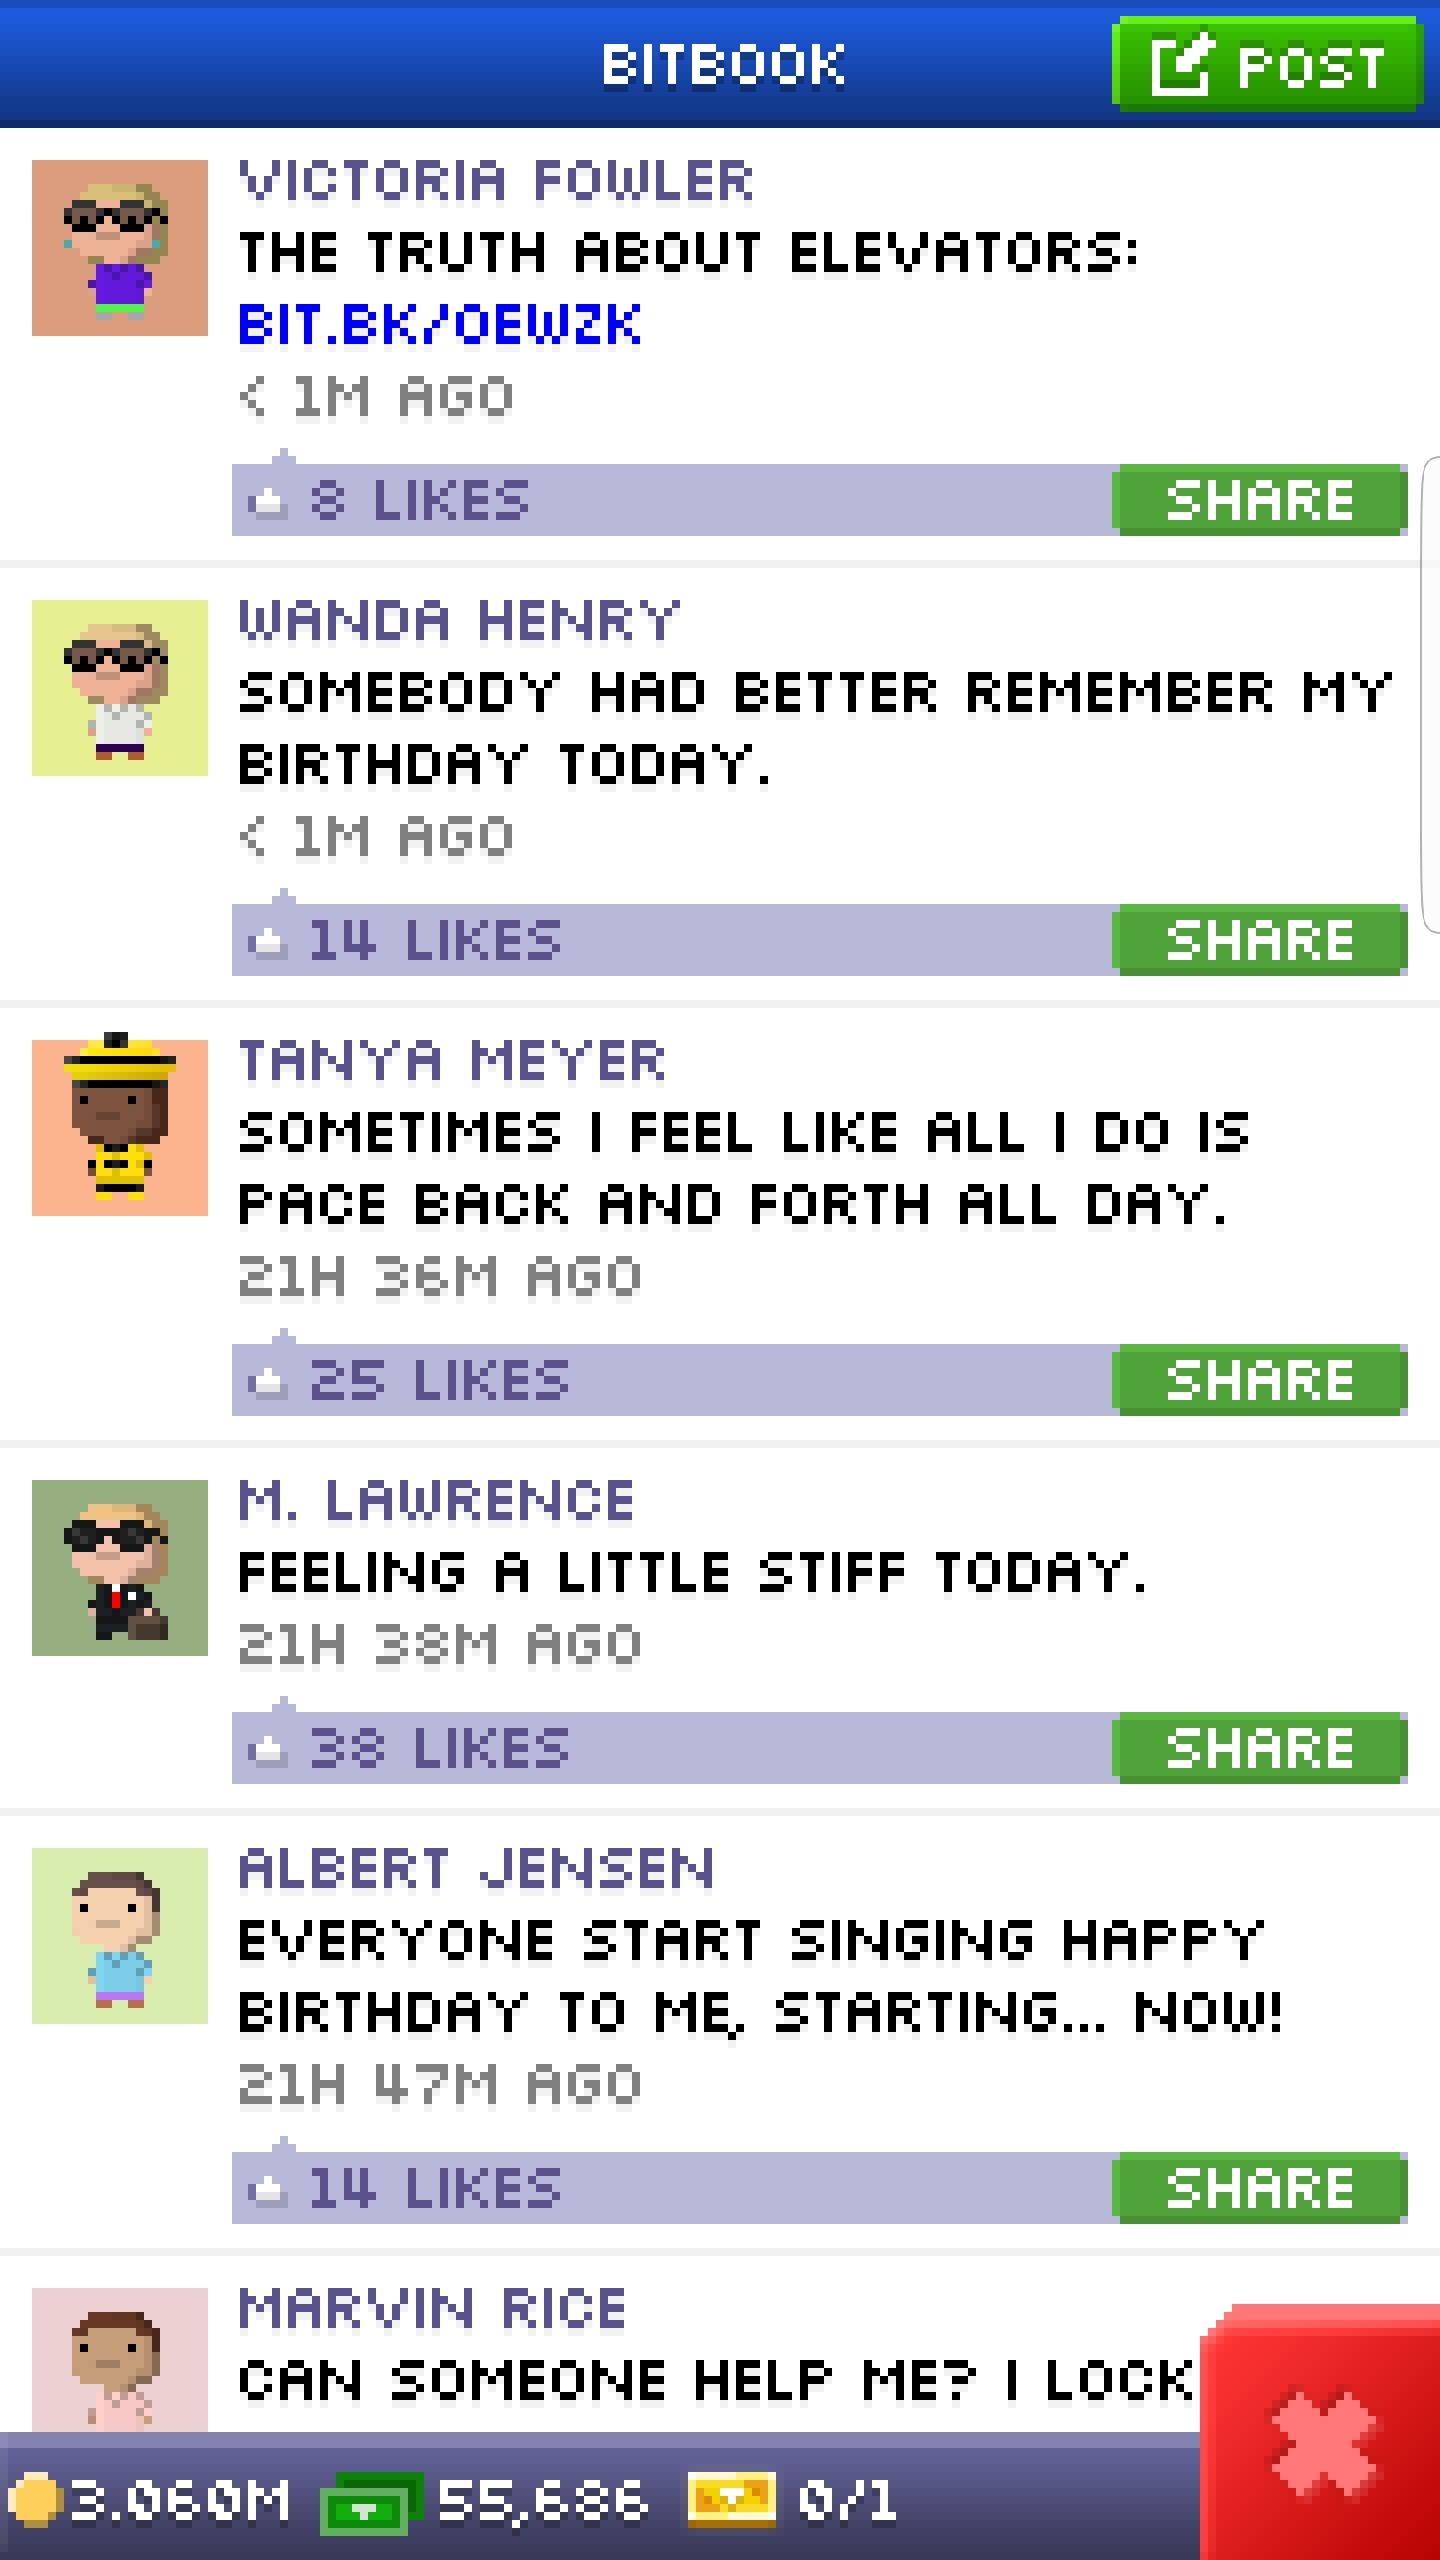 BITBOOK
POST
VICTORIA FOWLER
THE TRUTH ABOUT ELEVATORS:
BIT.BK/OEWZK
< 1M AGO
8 LIKES
SHARE
WANDA HENRY
SOMEBODY HAD BETTER REMEMBER MY
BIRTHDAY TODAY.
< 1M AGO
14 LIKES
SHARE
TANYA MEYER
SOMETIMES I FEEL LIKE ALL I DO IS
PACE BACK AND FORTH ALL DAY.
21H 36M AGO
25 LIKES
SHARE
M. LAWRENCE
FEELING A LITTLE STIFF TODAY.
21H 38M AGO
38 LIKES
SHARE
ALBERT JENSEN
EVERYONE START SINGING HAPPY
BIRTHDAY TO ME, STARTING... NOW!
21H 47M AGO
14 LIKES
SHARE
MARVIN RICE
CAN SOMEONE HELP ME? I LOCK
3.060M 55,686 0/1